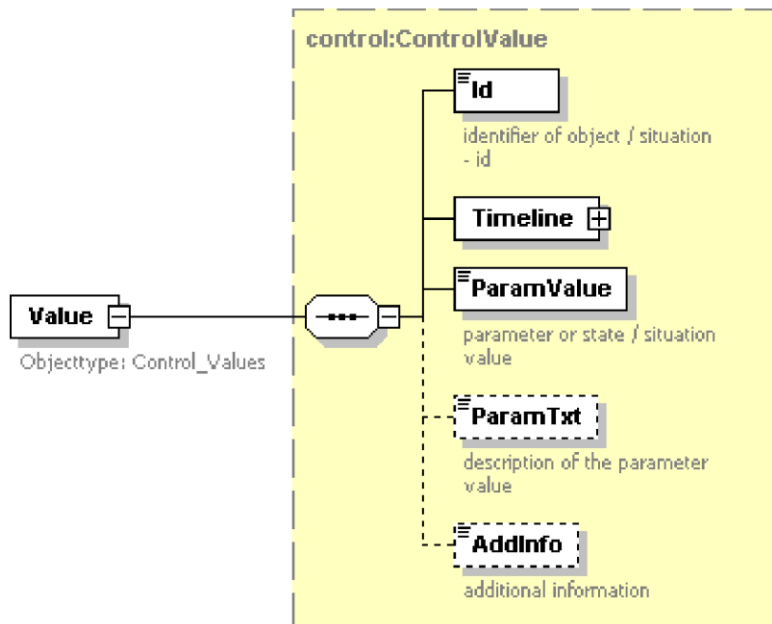 control:ControlValue
Id
identifier of object / situation
- id
Timeline
ParamValue
parameter or state / situation
value
Value
Objecttype: Control_Values
ParamTxt
description of the parameter
value
AddInfo
additional information